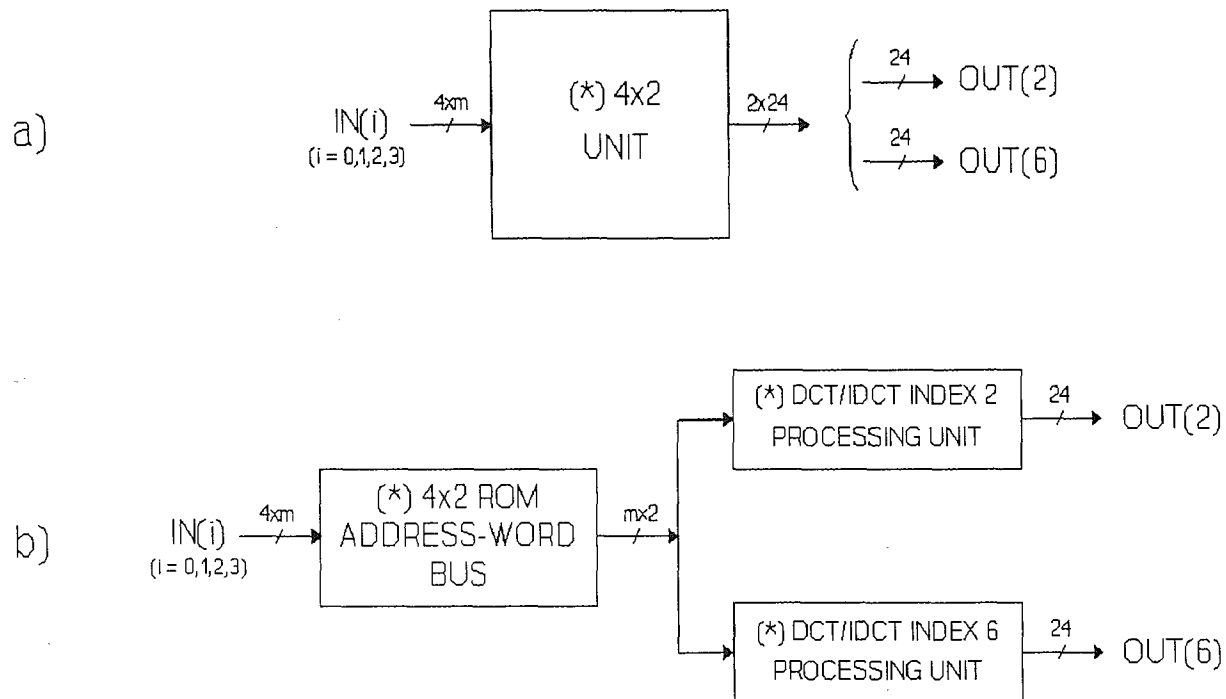 a)
IN(i)
(i = 0,1,2,3)
4xm
(*) 4x2
UNIT
2x24
24
OUT(2)
24
OUT(6)
b)
IN(i)
(i = 0,1,2,3)
4xm
(*) 4x2 ROM
ADDRESS-WORD
BUS
mx2
(*) DCT/IDCT INDEX 2
PROCESSING UNIT
24
OUT(2)
(*) DCT/IDCT INDEX 6
PROCESSING UNIT
24
OUT(6)